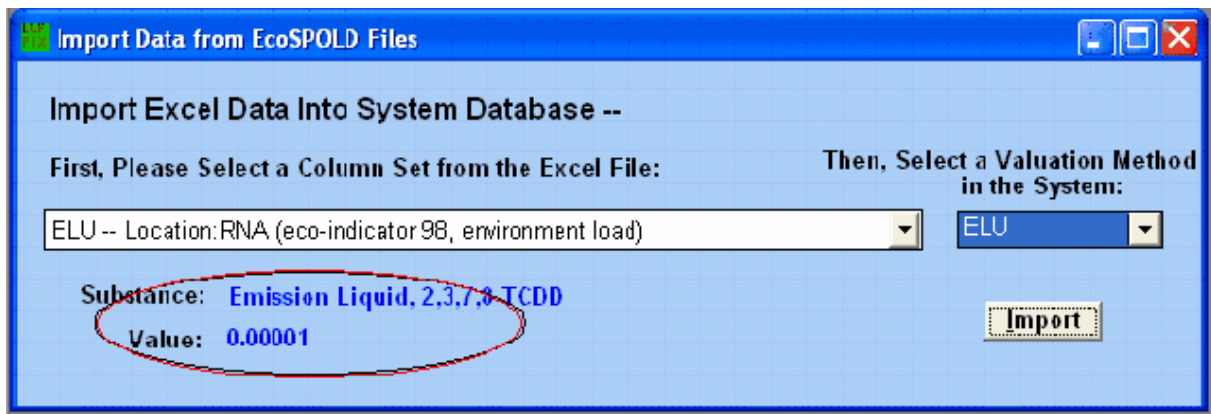 Import Data from EcoSPOLD Files
Import Excel Data Into System Database --
First, Please Select a Column Set from the Excel File:
Then, Select a Valuation Method
in the System:
ELU -- Location:RNA (eco-indicator 98, environment load)
ELU
Substance: Emission Liquid, 2,3,7,8-TCDD
Value: 0.00001
Import